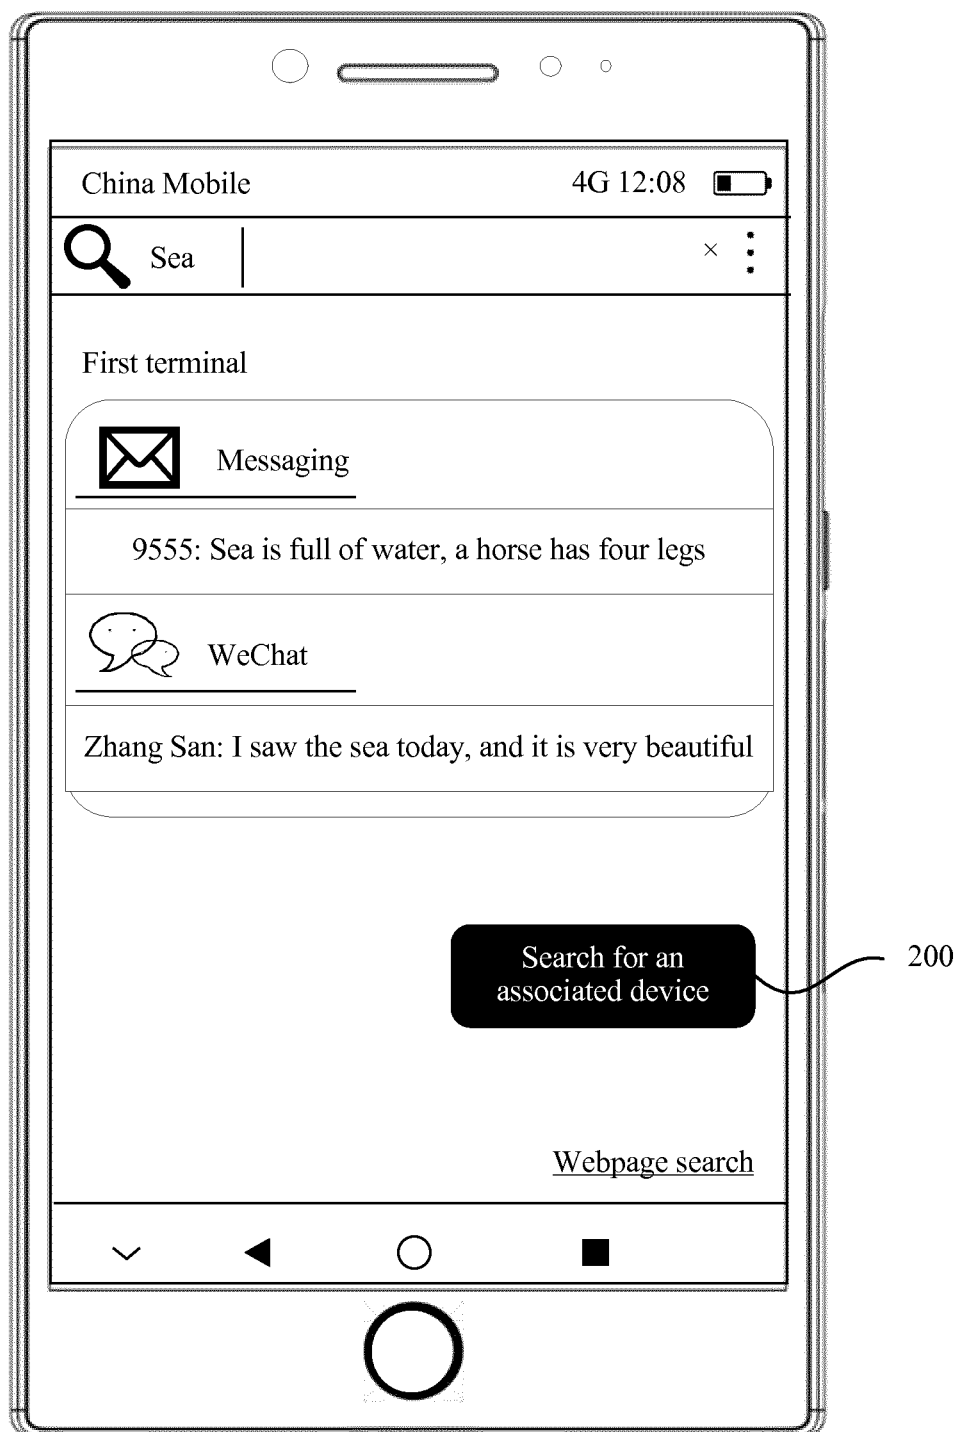 China Mobile 4G 12:08
Sea ×
First terminal
Messaging
9555: Sea is full of water, a horse has four legs
WeChat
Zhang San: I saw the sea today, and it is very beautiful
Search for an
associated device
200
Webpage search